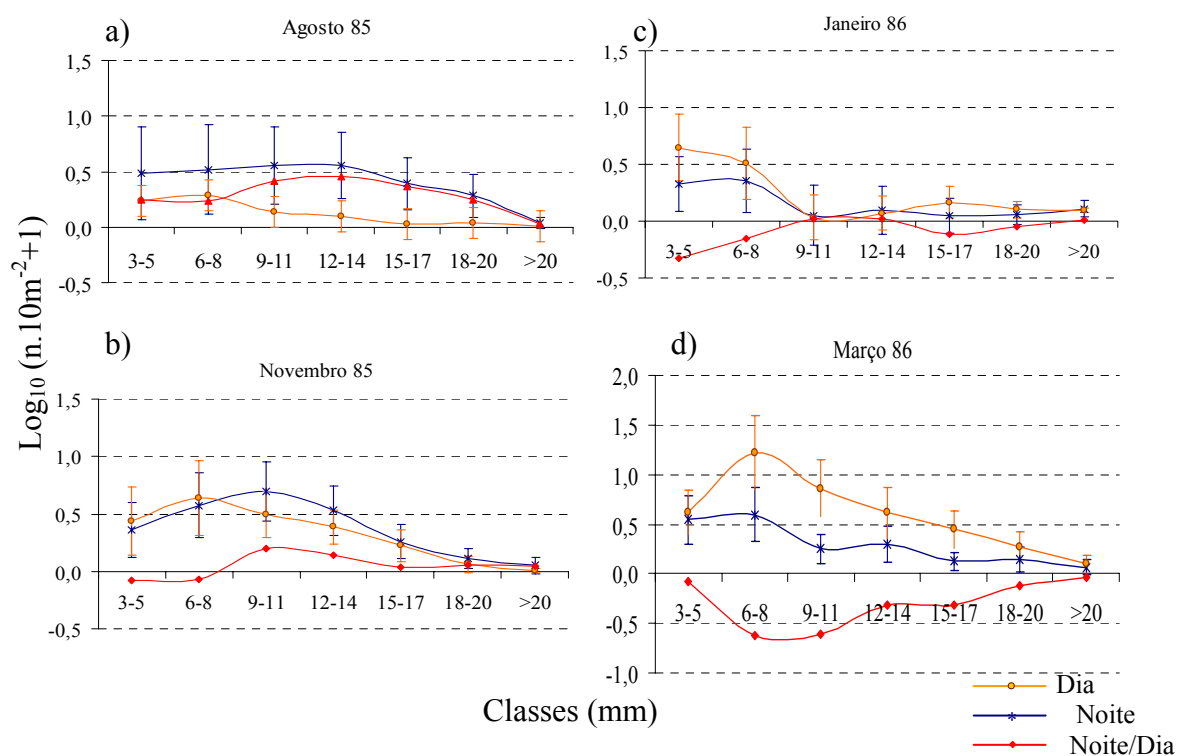 a)
Agosto 85
1,5
1,0
0,5
0,0
-0,5
3-5 6-8 9-11 12-14 15-17 18-20 >20
b)
Novembro 85
1,5
1,0
0,5
0,0
-0,5
3-5 6-8 9-11 12-14 15-17 18-20 >20
c)
Janeiro 86
1,5
1,0
0,5
0,0
-0,5
3-5 6-8 9-11 12-14 15-17 18-20 >20
d)
Março 86
2,0
1,5
1,0
0,5
0,0
-0,5
-1,0
3-5 6-8 9-11 12-14 15-17 18-20 >20
Log₁₀ (n.10m⁻²+1)
Classes (mm)
Dia
Noite
Noite/Dia